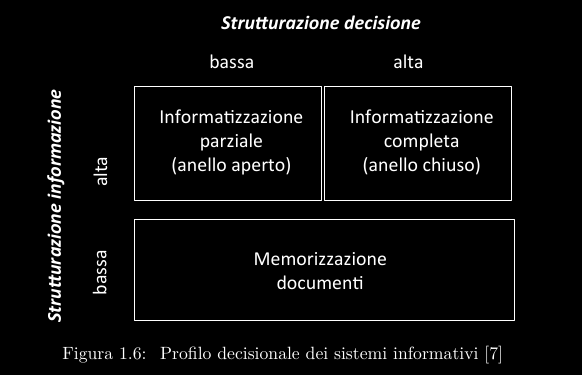 Strutturazione decisione
bassa alta
Strutturazione informazione
alta
Informatizzazione
parziale
(anello aperto)
Informatizzazione
completa
(anello chiuso)
bassa
Memorizzazione
documenti
Figura 1.6: Profilo decisionale dei sistemi informativi [7]